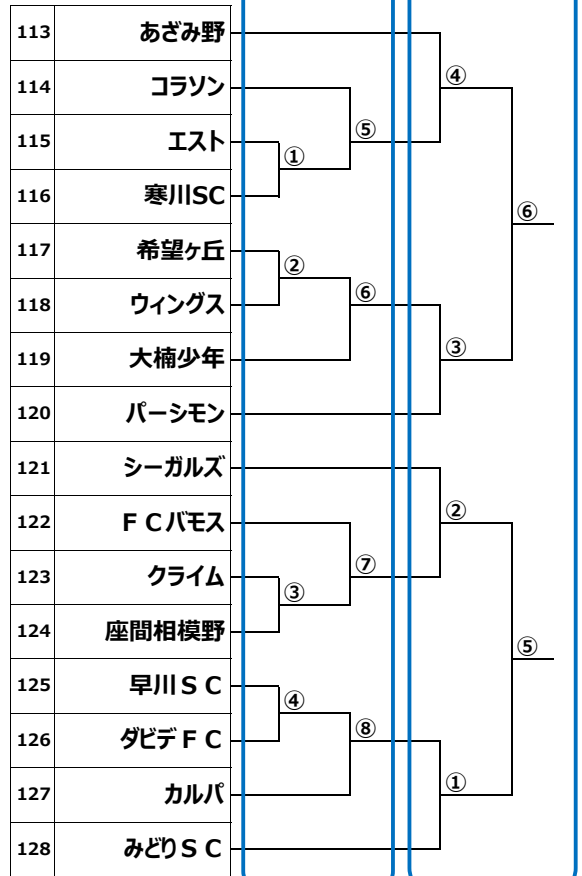 113 あざみ野
④
114 コラソン
⑤
115 エスト
①
116 寒川SC
⑥
117 希望ヶ丘
②
118 ウィングス
⑥
119 大楠少年
③
120 パーシモン
121 シーガルズ
122 ＦＣバモス
②
123 クライム
⑦
③
124 座間相模野
⑤
125 早川ＳＣ
④
126 ダビデＦＣ
⑧
127 カルパ
①
128 みどりＳＣ